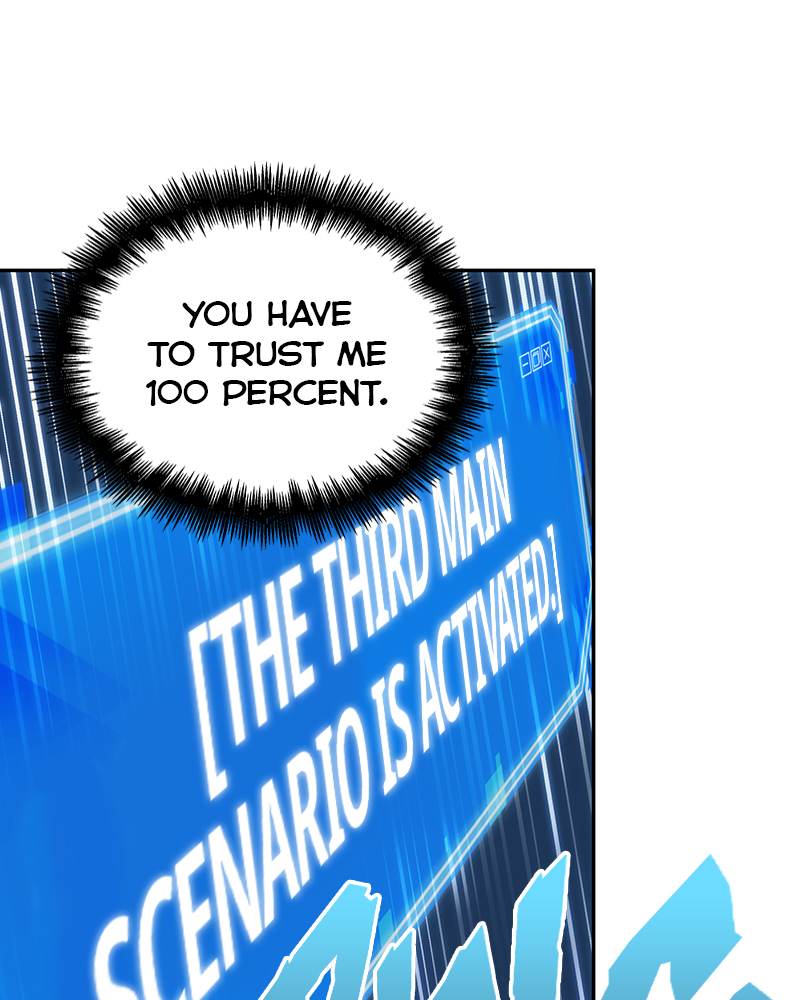 YOU HAVE
TO TRUST ME
100 PERCENT.
[THE THIRD MAIN
SCENARIO IS ACTIVATED.]